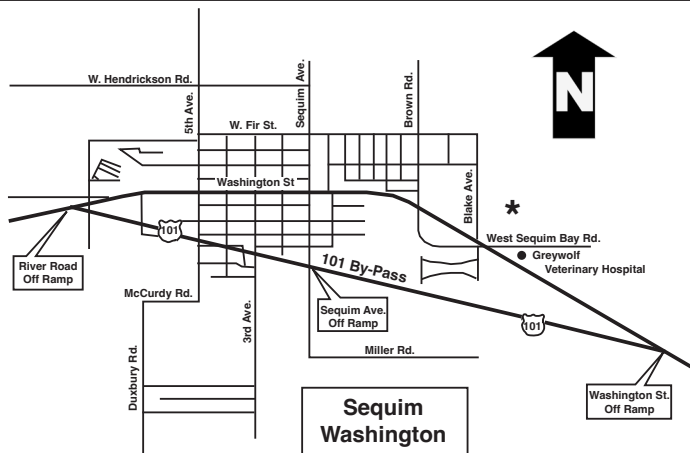 W. Hendrickson Rd.
5th Ave.
Sequim Ave.
Brown Rd.
N
W. Fir St.
Washington St
Blake Ave.
*
West Sequim Bay Rd.
Greywolf
Veterinary Hospital
101
River Road
Off Ramp
101 By-Pass
McCurdy Rd.
3rd Ave.
Sequim Ave.
Off Ramp
101
Miller Rd.
Duxbury Rd.
Washington St.
Off Ramp
Sequim
Washington